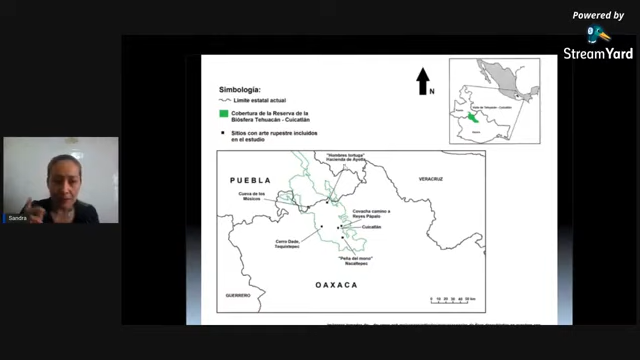 Powered by
StreamYard
Simbología:
Límite estatal actual
Cobertura de la Reserva de la
Biósfera Tehuacán - Cuicatlán
Sitios con arte rupestre incluidos
en el estudio
N
PUEBLA
"Hombres tortuga"
Hacienda de Ayotla
VERACRUZ
Cueva de los
Músicos
Covacha camino a
Reyes Pápalo
Cuicatlán
Cerro Dede,
Tequixtepec
"Peña del mono"
Nacaltepec
OAXACA
GUERRERO
Sandra